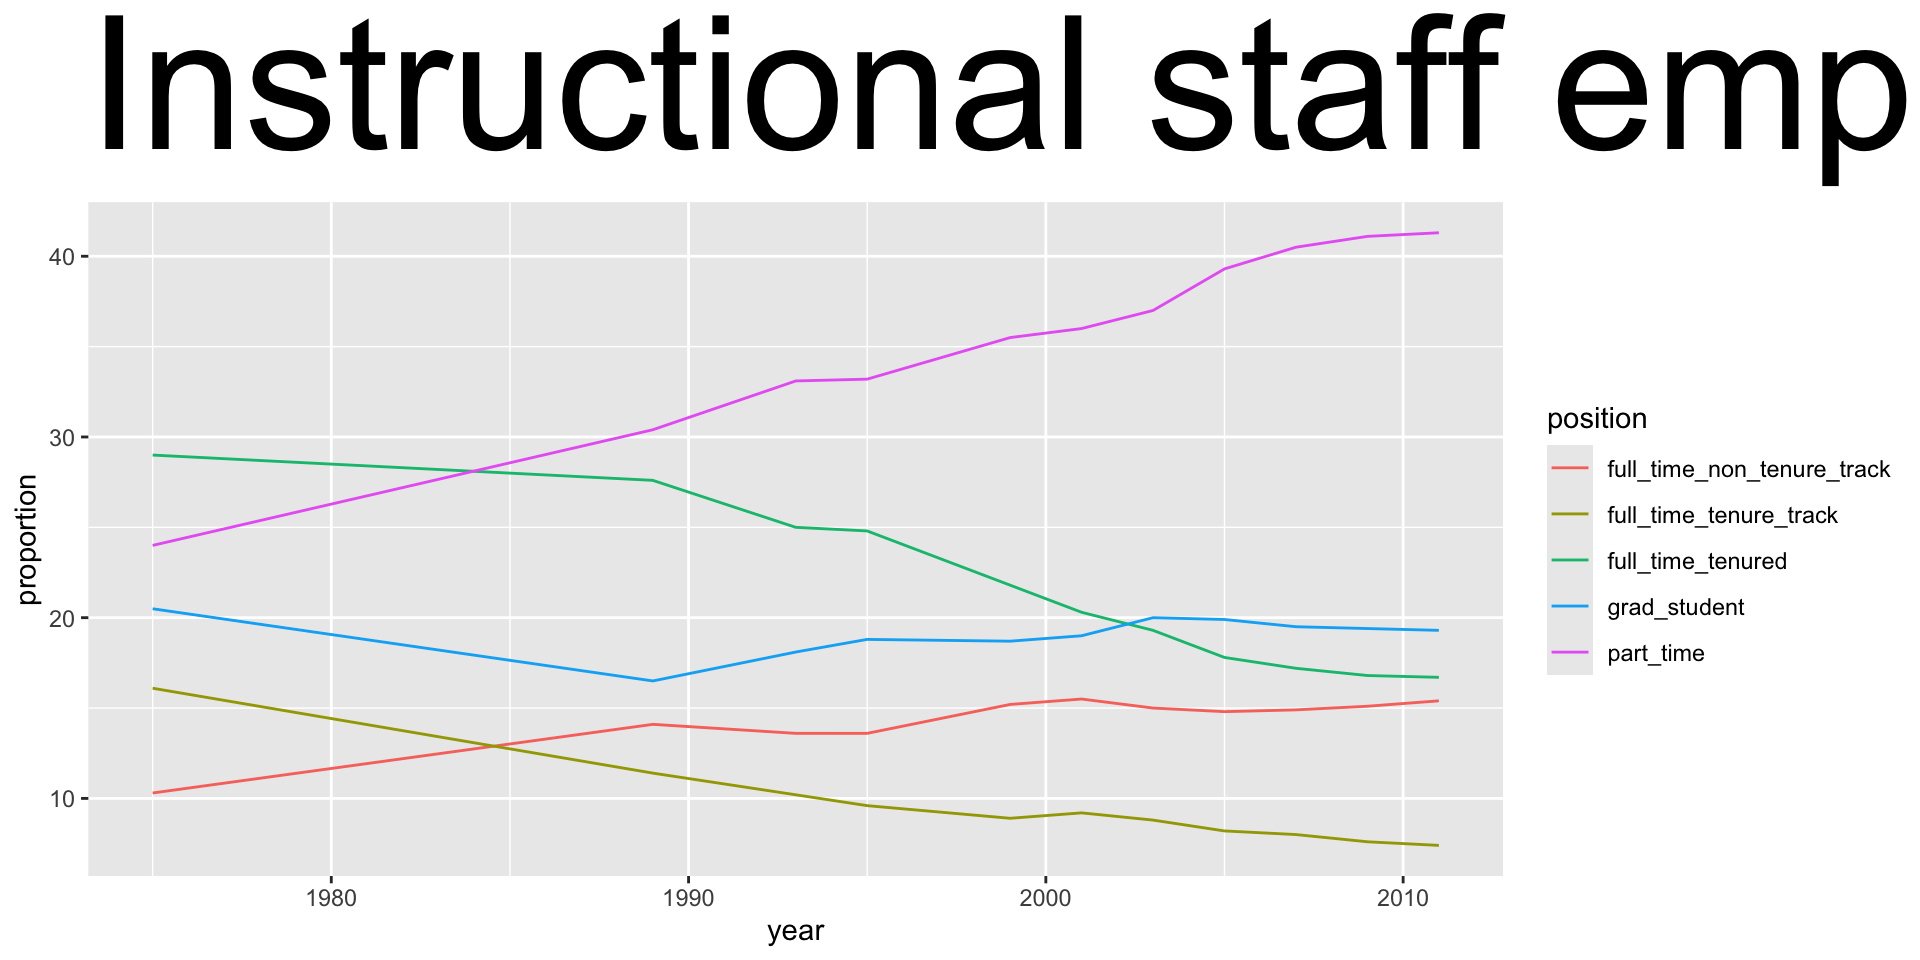 Instructional staff emp
40
30
20
10
proportion
1980 1990 2000 2010
year
position
full_time_non_tenure_track
full_time_tenure_track
full_time_tenured
grad_student
part_time